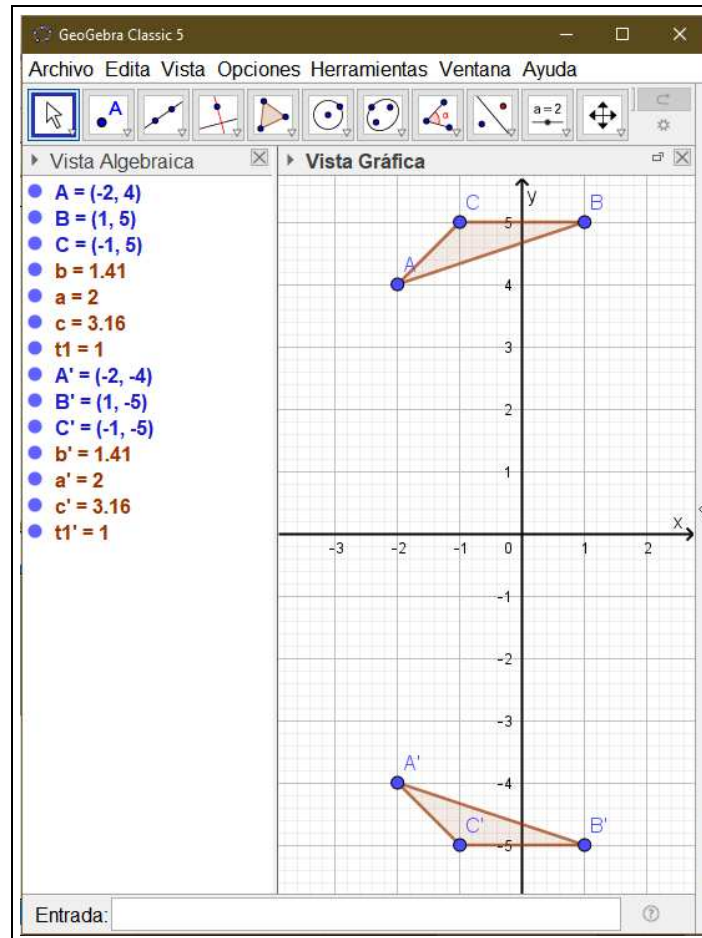 GeoGebra Classic 5
Archivo Edita Vista Opciones Herramientas Ventana Ayuda
A
α
a = 2
Vista Algebraica
A = (-2, 4)
B = (1, 5)
C = (-1, 5)
b = 1.41
a = 2
c = 3.16
t1 = 1
A' = (-2, -4)
B' = (1, -5)
C' = (-1, -5)
b' = 1.41
a' = 2
c' = 3.16
t1' = 1
Vista Gráfica
y
C
B
5
A
4
3
2
1
x
-3 -2 -1 0 1 2
-1
-2
-3
A'
-4
C'
B'
-5
Entrada: